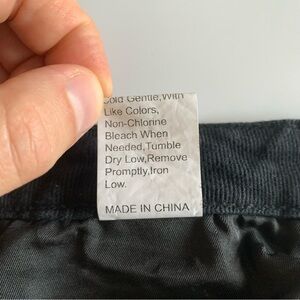 Cold Gentle,With
Like Colors,
Non-Chlorine
Bleach When
Needed,Tumble
Dry Low,Remove
Promptly,Iron
Low.
MADE IN CHINA